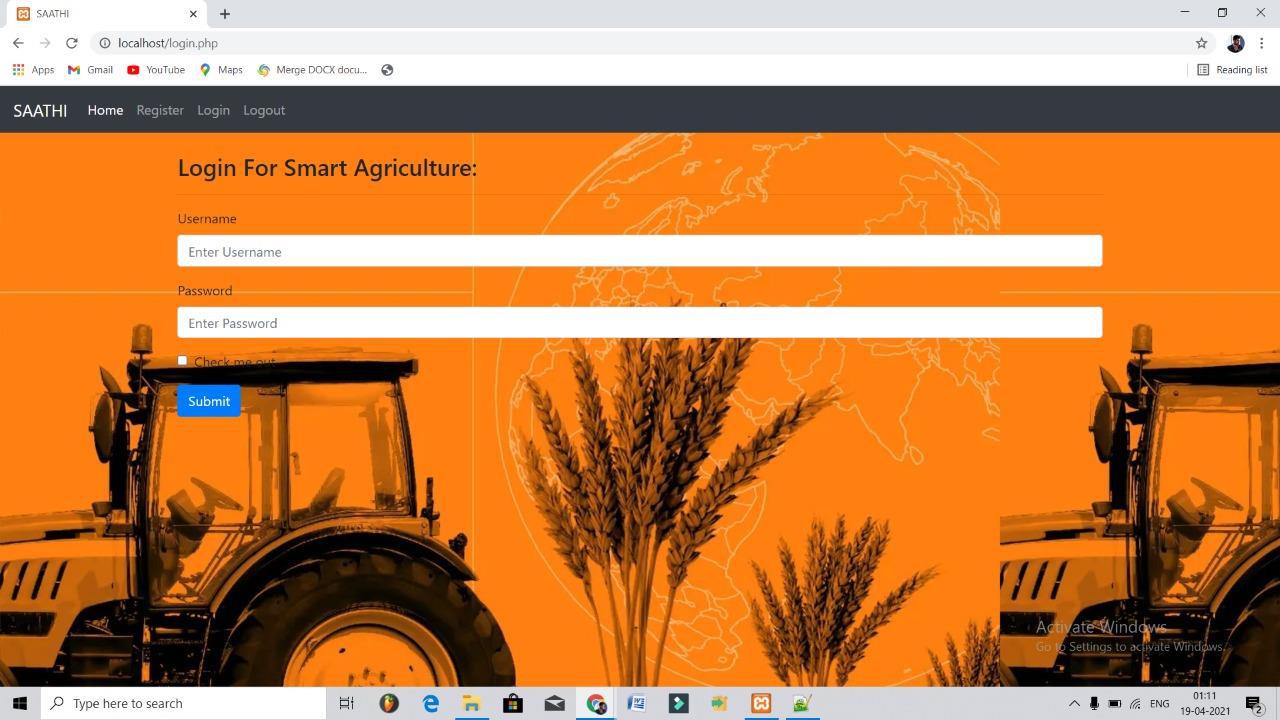 SAATHI
localhost/login.php
Apps Gmail YouTube Maps Merge DOCX docu... Reading list
SAATHI Home Register Login Logout
Login For Smart Agriculture:
Username
Enter Username
Password
Enter Password
Check me out
Submit
Activate Windows
Go to Settings to activate Windows.
Type here to search
ENG
01:11
19-04-2021
2